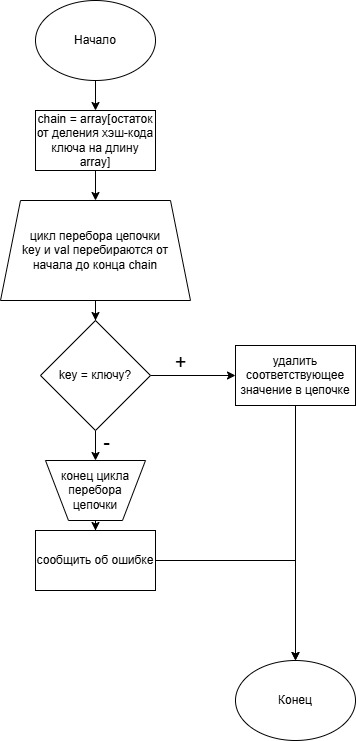 Начало
chain = array[остаток
от деления хэш-кода
ключа на длину
array]
цикл перебора цепочки
key и val перебираются от
начала до конца chain
key = ключу?
+
удалить
соответствующее
значение в цепочке
-
конец цикла
перебора
цепочки
сообщить об ошибке
Конец